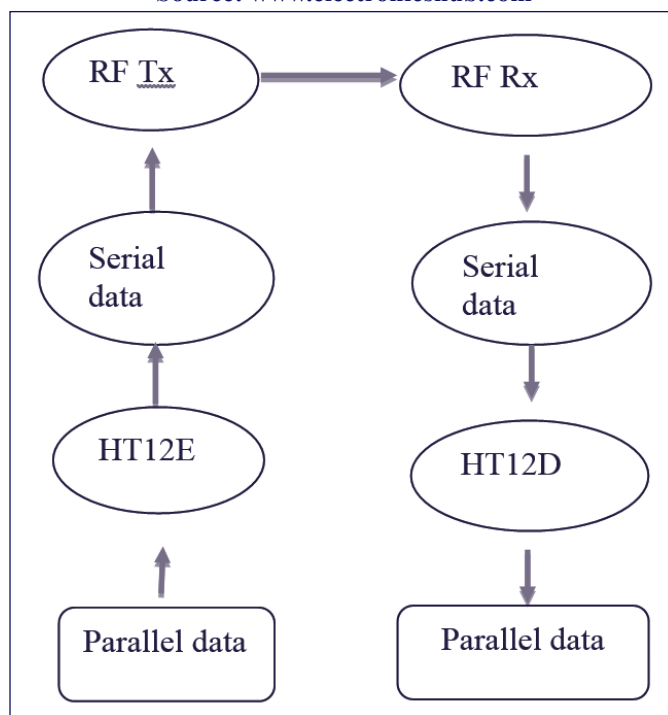 RF Tx
RF Rx
Serial
data
Serial
data
HT12E
HT12D
Parallel data
Parallel data